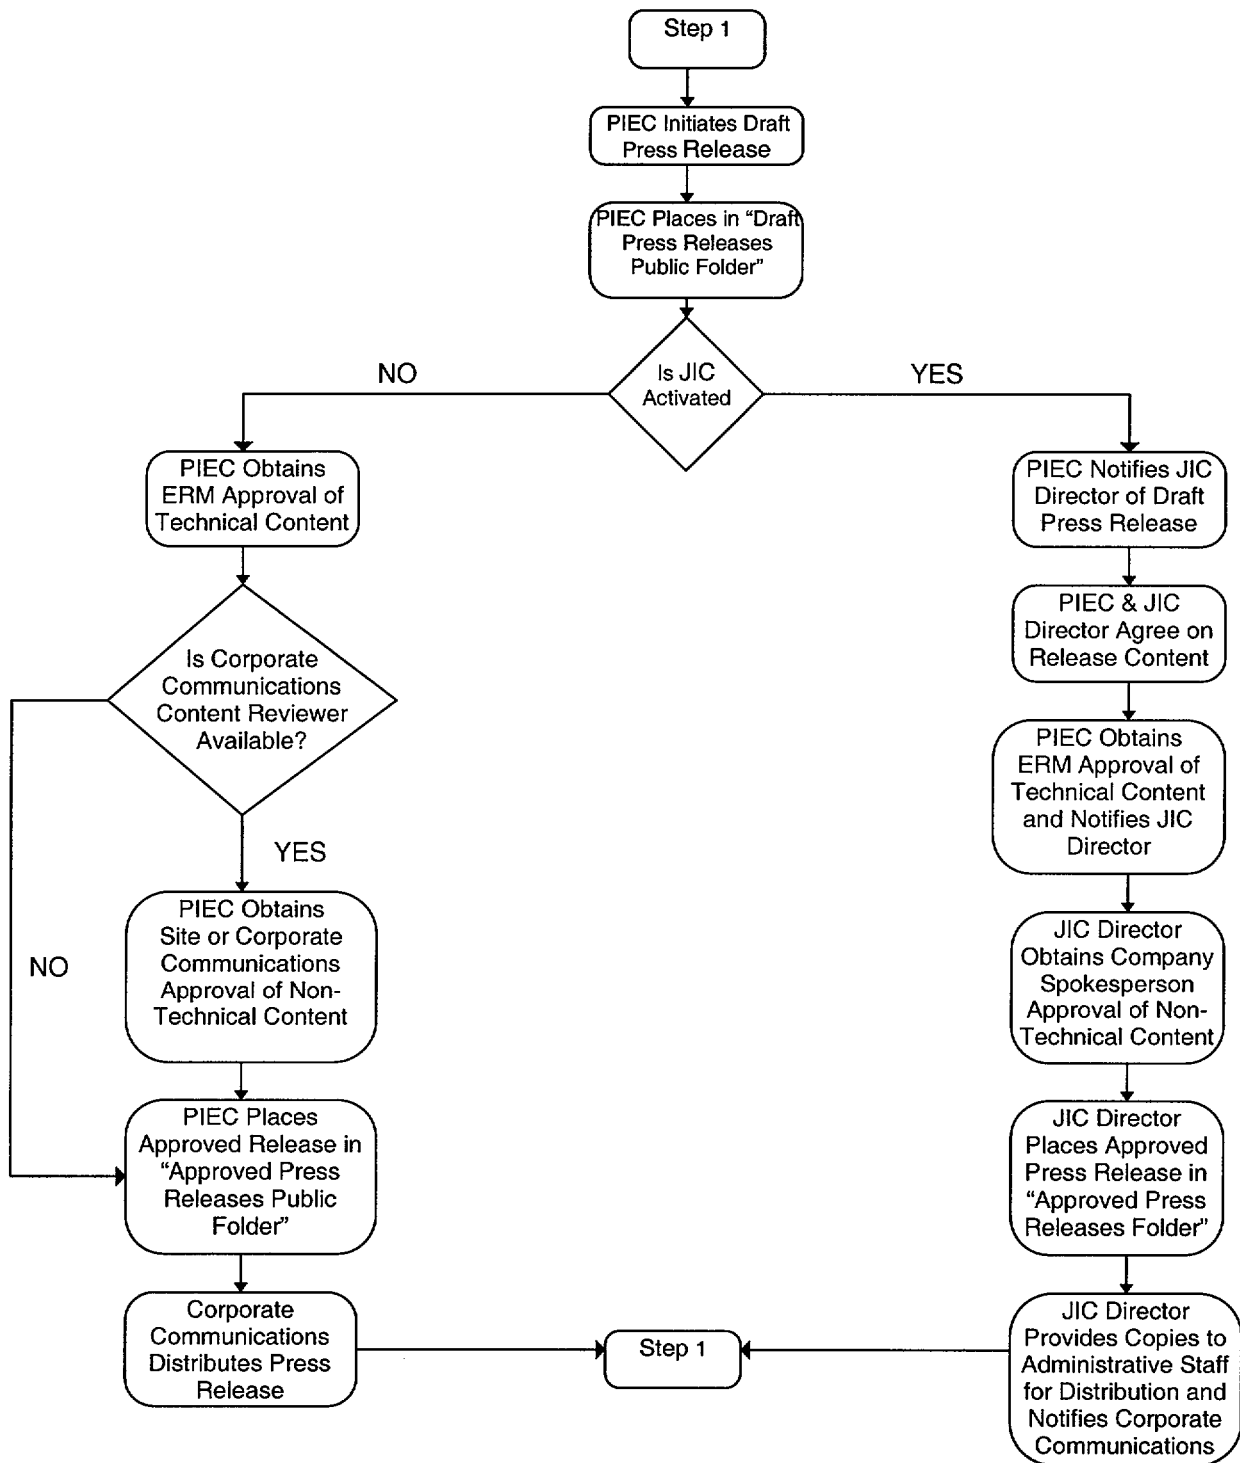 Step 1
PIEC Initiates Draft
Press Release
PIEC Places in “Draft
Press Releases
Public Folder”
Is JIC
Activated
NO
YES
PIEC Obtains
ERM Approval of
Technical Content
Is Corporate
Communications
Content Reviewer
Available?
YES
NO
PIEC Obtains
Site or Corporate
Communications
Approval of Non-
Technical Content
PIEC Places
Approved Release in
“Approved Press
Releases Public
Folder”
Corporate
Communications
Distributes Press
Release
PIEC Notifies JIC
Director of Draft
Press Release
PIEC & JIC
Director Agree on
Release Content
PIEC Obtains
ERM Approval of
Technical Content
and Notifies JIC
Director
JIC Director
Obtains Company
Spokesperson
Approval of Non-
Technical Content
JIC Director
Places Approved
Press Release in
“Approved Press
Releases Folder”
JIC Director
Provides Copies to
Administrative Staff
for Distribution and
Notifies Corporate
Communications
Step 1